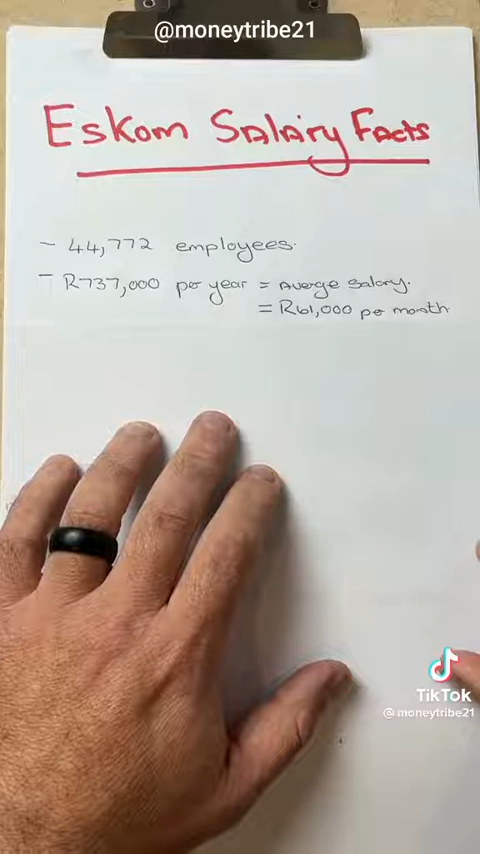 @moneytribe21
Eskom Salary Facts
- 44,772 employees.
- R737,000 per year = Averge Salary.
= R61,000 per month
TikTok
@moneytribe21